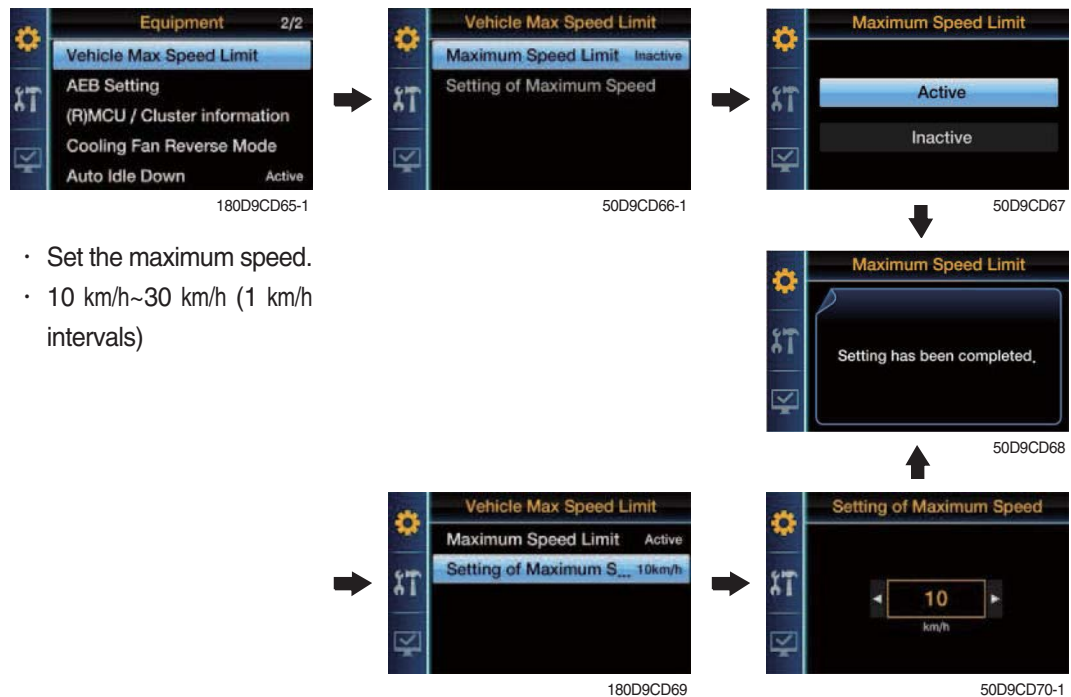 Equipment 2/2
Vehicle Max Speed Limit
AEB Setting
(R)MCU / Cluster information
Cooling Fan Reverse Mode
Auto Idle Down Active
180D9CD65-1
Vehicle Max Speed Limit
Maximum Speed Limit Inactive
Setting of Maximum Speed
50D9CD66-1
Maximum Speed Limit
Active
Inactive
50D9CD67
· Set the maximum speed.
· 10 km/h~30 km/h (1 km/h
intervals)
Maximum Speed Limit
Setting has been completed.
50D9CD68
Vehicle Max Speed Limit
Maximum Speed Limit Active
Setting of Maximum S... 10km/h
180D9CD69
Setting of Maximum Speed
10
km/h
50D9CD70-1